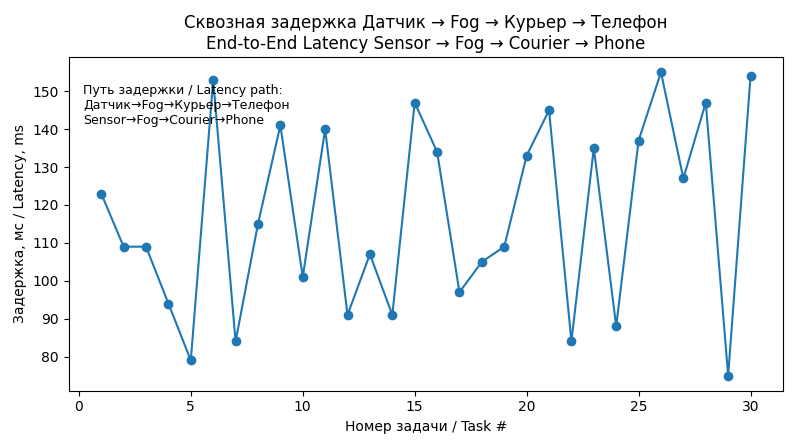 Сквозная задержка Датчик → Fog → Курьер → Телефон
End-to-End Latency Sensor → Fog → Courier → Phone
Путь задержки / Latency path:
Датчик→Fog→Курьер→Телефон
Sensor→Fog→Courier→Phone
Задержка, мс / Latency, ms
150
140
130
120
110
100
90
80
0 5 10 15 20 25 30
Номер задачи / Task #